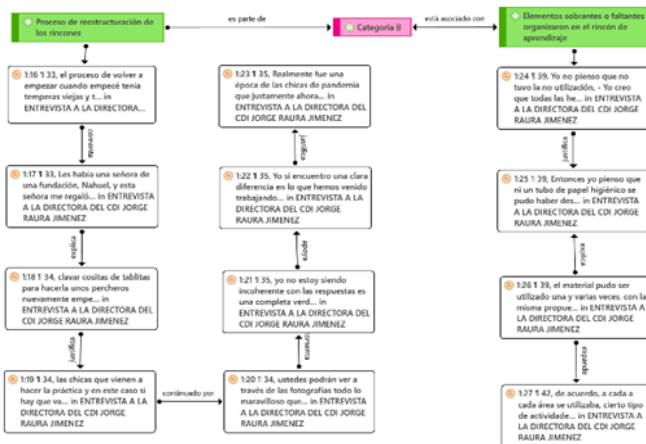 Proceso de reestructuración de
los rincones
es parte de
Categoría B
está asociado con
Elementos sobrantes o faltantes
organizaron en el rincón de
aprendizaje
1:16 ¶ 33, el proceso de volver a
empezar cuando empecé tenía
temperas viejas y t... in
ENTREVISTA A LA DIRECTORA...
comenta
1:17 ¶ 33, Les había una señora de
una fundación, Nahuel, y esta
señora me regaló... in ENTREVISTA
A LA DIRECTORA DEL CDI JORGE
RAURA JIMENEZ
explica
1:18 ¶ 34, clavar cositas de tablitas
para hacerla unos percheros
nuevamente empe... in
ENTREVISTA A LA DIRECTORA DEL
CDI JORGE RAURA JIMENEZ
1:19 ¶ 34, las chicas que vienen a
hacer la práctica y en este caso si
hay que va... in ENTREVISTA A LA
DIRECTORA DEL CDI JORGE
RAURA JIMENEZ
continuado por
1:20 ¶ 34, ustedes podrán ver a
través de las fotografías todo lo
maravilloso que... in
ENTREVISTA A LA DIRECTORA DEL
CDI JORGE RAURA JIMENEZ
comenta
1:21 ¶ 35, yo no estoy siendo
incoherente con las respuestas es
una completa verd... in
ENTREVISTA A LA DIRECTORA DEL
CDI JORGE RAURA JIMENEZ
apoya
1:22 ¶ 35, Yo si encuentro una clara
diferencia en lo que hemos venido
trabajando... in ENTREVISTA A LA
DIRECTORA DEL CDI JORGE
RAURA JIMENEZ
justifica
1:23 ¶ 35, Realmente fue una
época de las chicas de pandemia
que justamente ahora... in
ENTREVISTA A LA DIRECTORA DEL
CDI JORGE RAURA JIMENEZ
1:24 ¶ 39, Yo no pienso que no
tuvo la no utilización, - Yo creo
que todas las he... in ENTREVISTA
A LA DIRECTORA DEL CDI JORGE
RAURA JIMENEZ
1:25 ¶ 39, Entonces yo pienso que
ni un tubo de papel higiénico se
pudo haber des... in ENTREVISTA
A LA DIRECTORA DEL CDI JORGE
RAURA JIMENEZ
explica
1:26 ¶ 39, el material pudo ser
utilizado una y varias veces, con la
misma propue... in ENTREVISTA A
LA DIRECTORA DEL CDI JORGE
RAURA JIMENEZ
expande
1:27 ¶ 42, de acuerdo, a cada a
cada área se utilizaba, cierto tipo
de actividade... in ENTREVISTA A
LA DIRECTORA DEL CDI JORGE
RAURA JIMENEZ